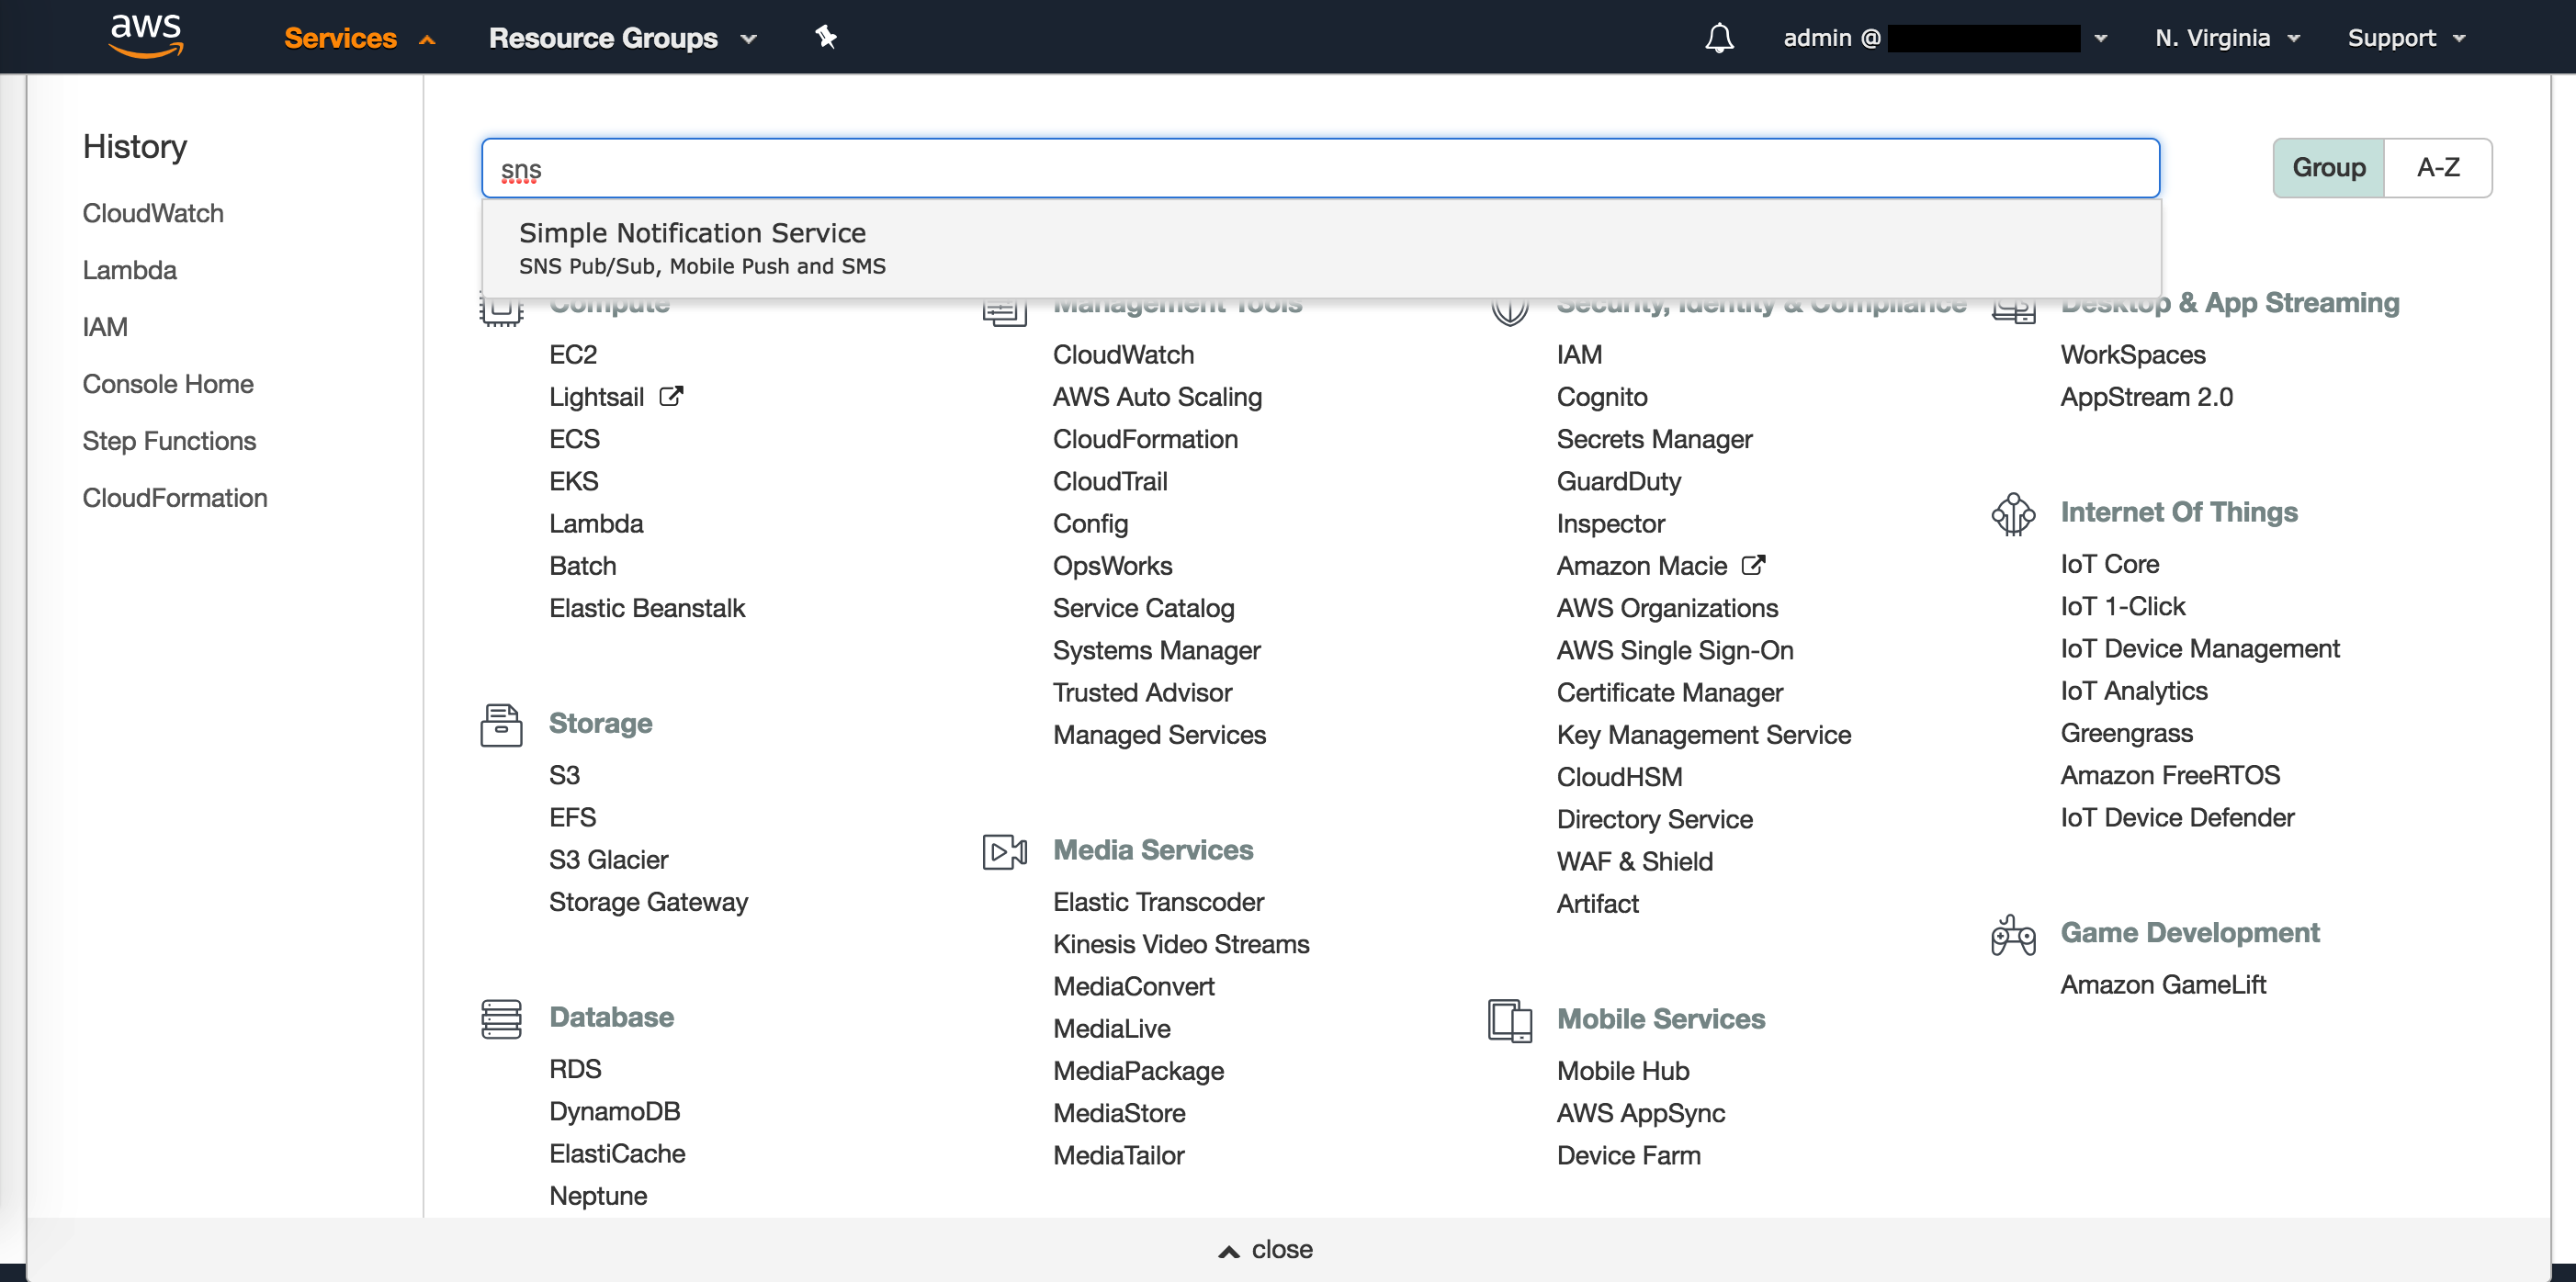 aws Services Resource Groups admin @ N. Virginia Support
History
CloudWatch
Lambda
IAM
Console Home
Step Functions
CloudFormation
sns
Group A-Z
Simple Notification Service
SNS Pub/Sub, Mobile Push and SMS
Compute
EC2
Lightsail
ECS
EKS
Lambda
Batch
Elastic Beanstalk
Storage
S3
EFS
S3 Glacier
Storage Gateway
Database
RDS
DynamoDB
ElastiCache
Neptune
Management Tools
CloudWatch
AWS Auto Scaling
CloudFormation
CloudTrail
Config
OpsWorks
Service Catalog
Systems Manager
Trusted Advisor
Managed Services
Media Services
Elastic Transcoder
Kinesis Video Streams
MediaConvert
MediaLive
MediaPackage
MediaStore
MediaTailor
Security, Identity & Compliance
IAM
Cognito
Secrets Manager
GuardDuty
Inspector
Amazon Macie
AWS Organizations
AWS Single Sign-On
Certificate Manager
Key Management Service
CloudHSM
Directory Service
WAF & Shield
Artifact
Mobile Services
Mobile Hub
AWS AppSync
Device Farm
Desktop & App Streaming
WorkSpaces
AppStream 2.0
Internet Of Things
IoT Core
IoT 1-Click
IoT Device Management
IoT Analytics
Greengrass
Amazon FreeRTOS
IoT Device Defender
Game Development
Amazon GameLift
close